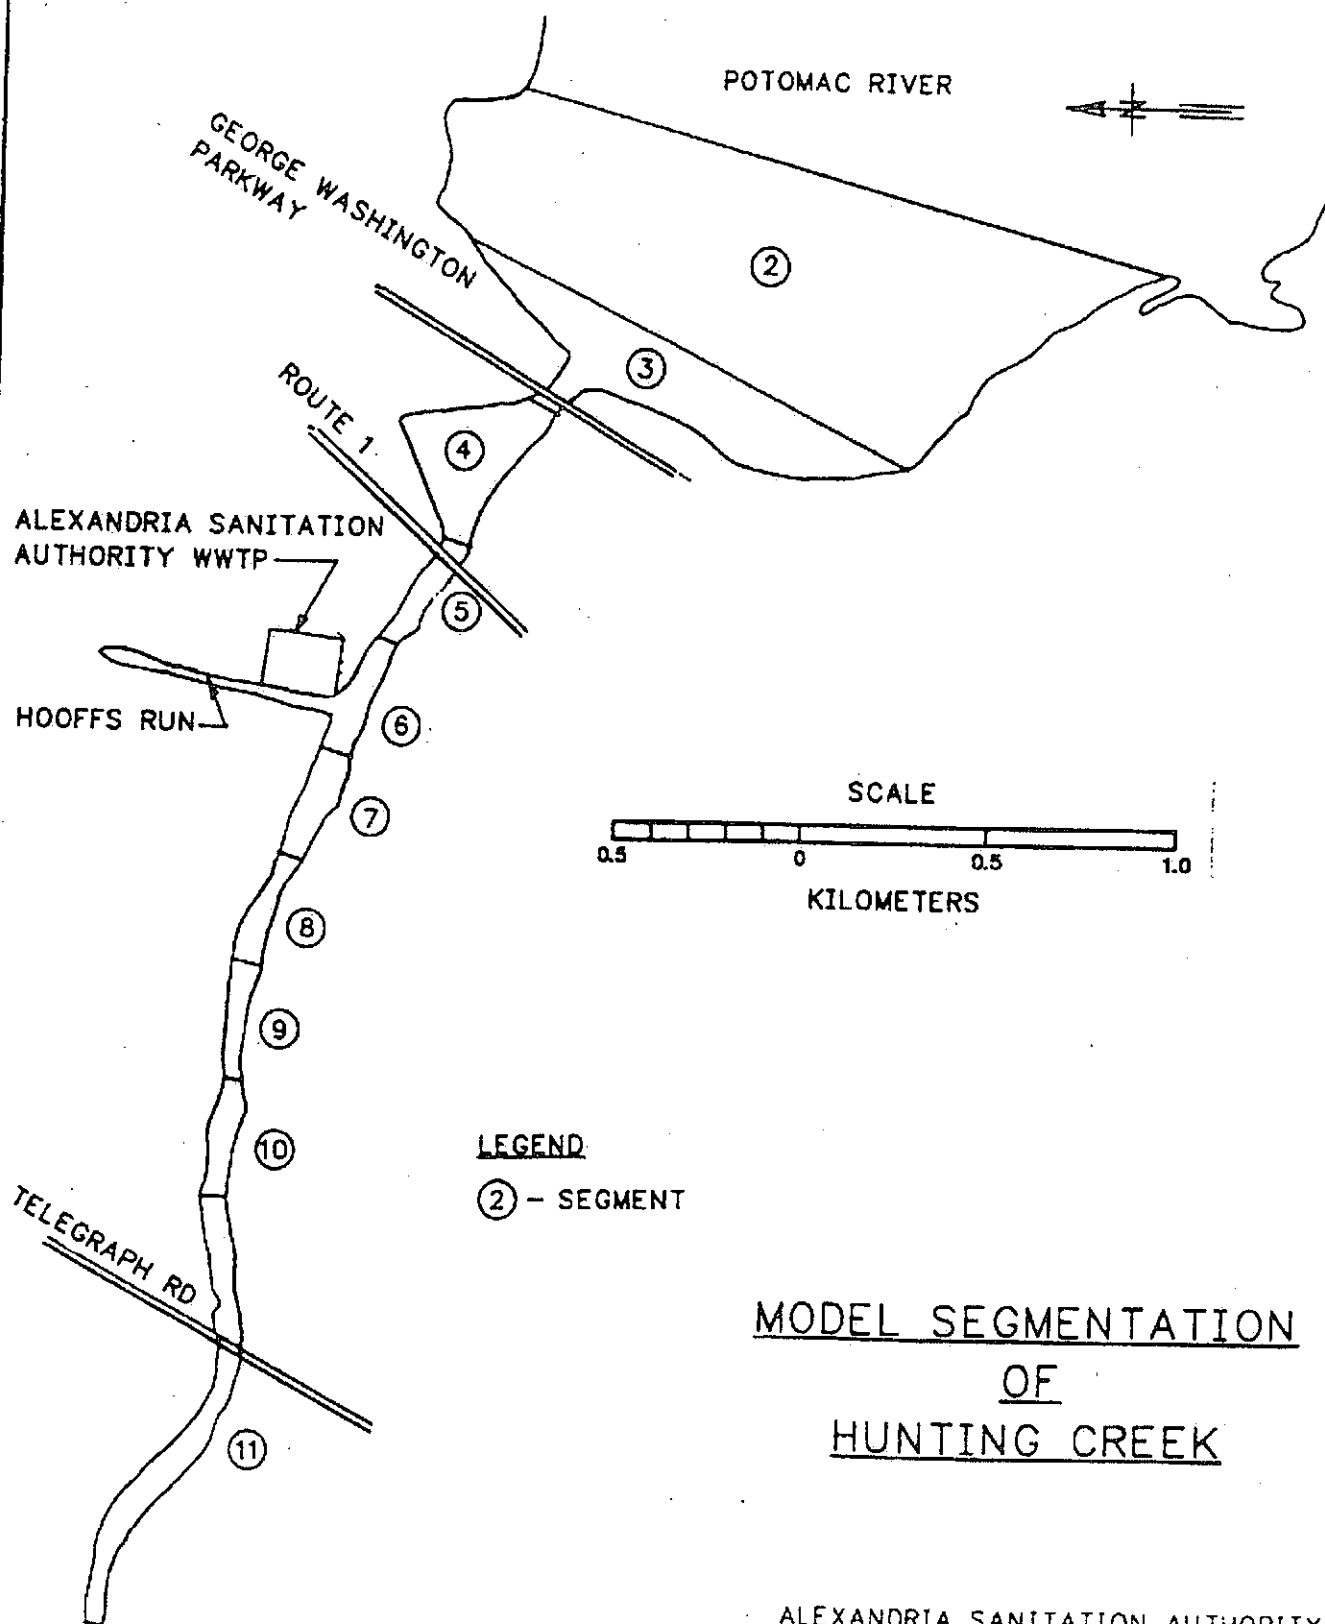 POTOMAC RIVER
N
GEORGE WASHINGTON
PARKWAY
2
3
ROUTE 1
4
ALEXANDRIA SANITATION
AUTHORITY WWTP
5
HOOFFS RUN
6
7
SCALE
0.5 0 0.5 1.0
KILOMETERS
8
9
10
LEGEND
2 - SEGMENT
TELEGRAPH RD
11
MODEL SEGMENTATION
OF
HUNTING CREEK
ALEXANDRIA SANITATION AUTHORITY